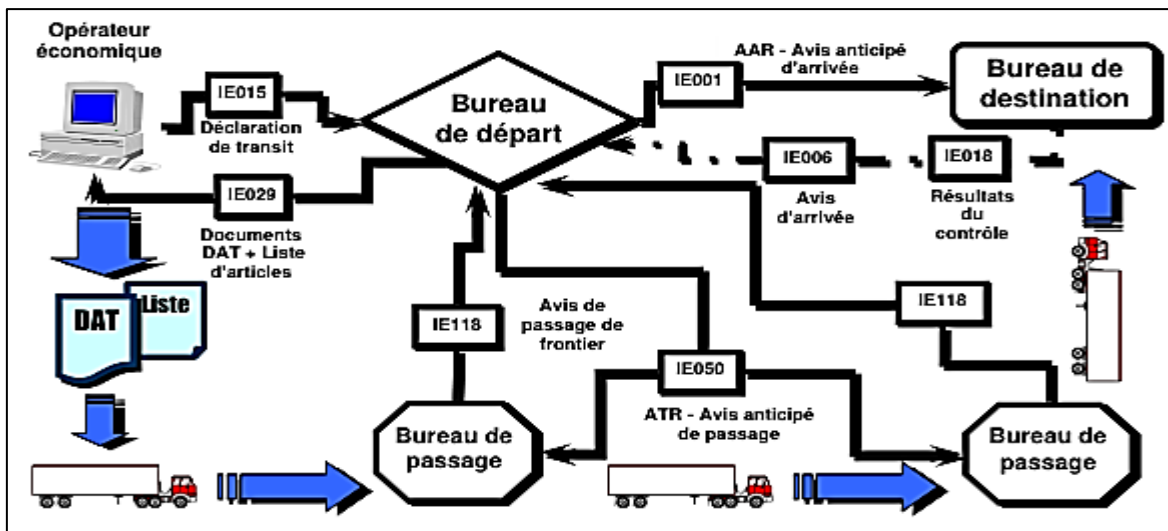 Opérateur
économique
IE015
Déclaration
de transit
IE029
Documents
DAT + Liste
d'articles
DAT
Liste
Bureau
de départ
IE001
AAR - Avis anticipé
d'arrivée
Bureau de
destination
IE006
Avis
d'arrivée
IE018
Résultats
du
contrôle
IE118
Avis de
passage de
frontier
IE050
ATR - Avis anticipé
de passage
IE118
Bureau de
passage
Bureau de
passage